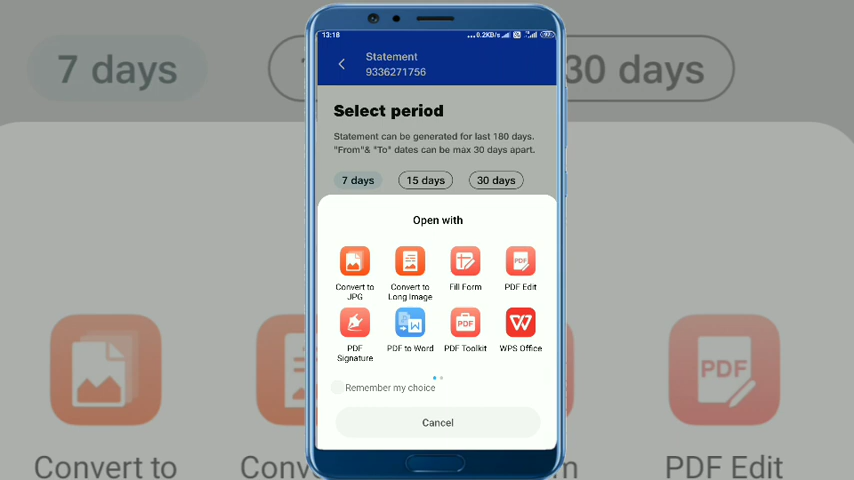 13:18
...0.2KB/s
Statement
9336271756
Select period
Statement can be generated for last 180 days.
"From"& "To" dates can be max 30 days apart.
7 days
15 days
30 days
Open with
Convert to
JPG
Convert to
Long Image
Fill Form
PDF
PDF Edit
PDF
Signature
W
PDF to Word
PDF
PDF Toolkit
W
WPS Office
Remember my choice
Cancel
7 days
30 days
PDF
Convert to
Conv
m
PDF Edit